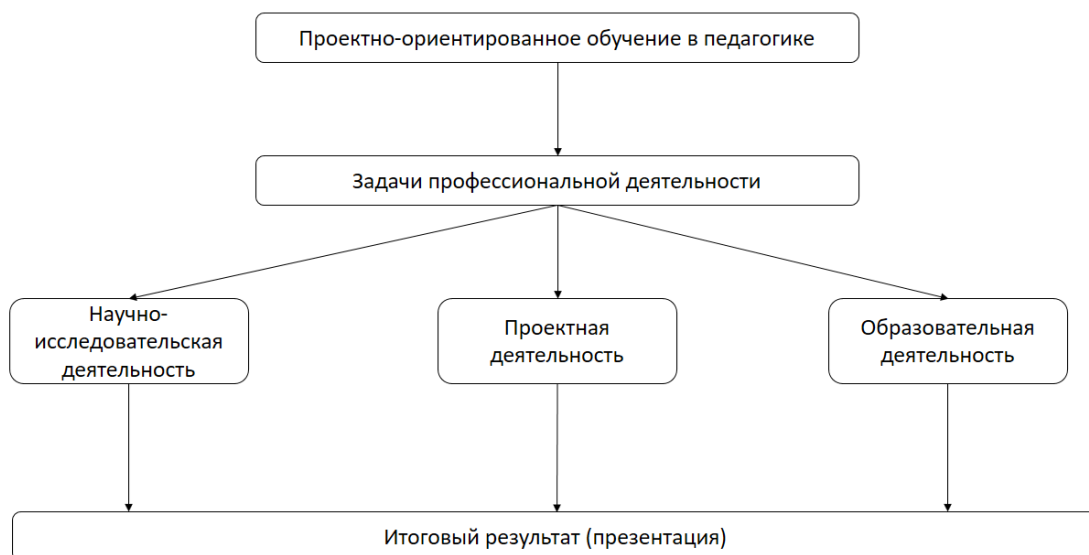 Проектно-ориентированное обучение в педагогике
Задачи профессиональной деятельности
Научно-
исследовательская
деятельность
Проектная
деятельность
Образовательная
деятельность
Итоговый результат (презентация)